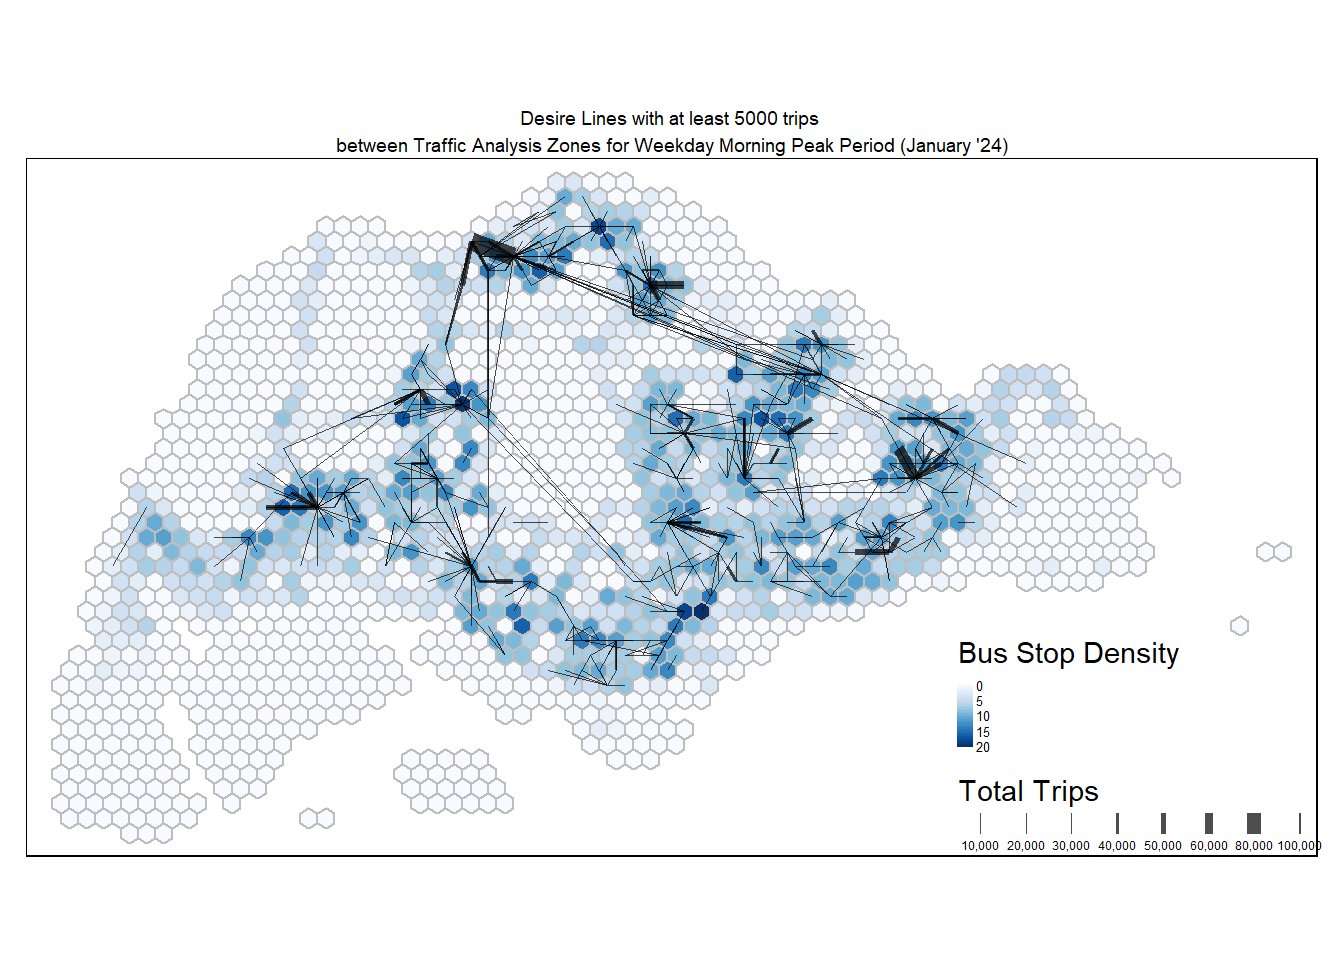 Desire Lines with at least 5000 trips
between Traffic Analysis Zones for Weekday Morning Peak Period (January '24)
Bus Stop Density
0
5
10
15
20
Total Trips
10,000 20,000 30,000 40,000 50,000 60,000 80,000 100,000